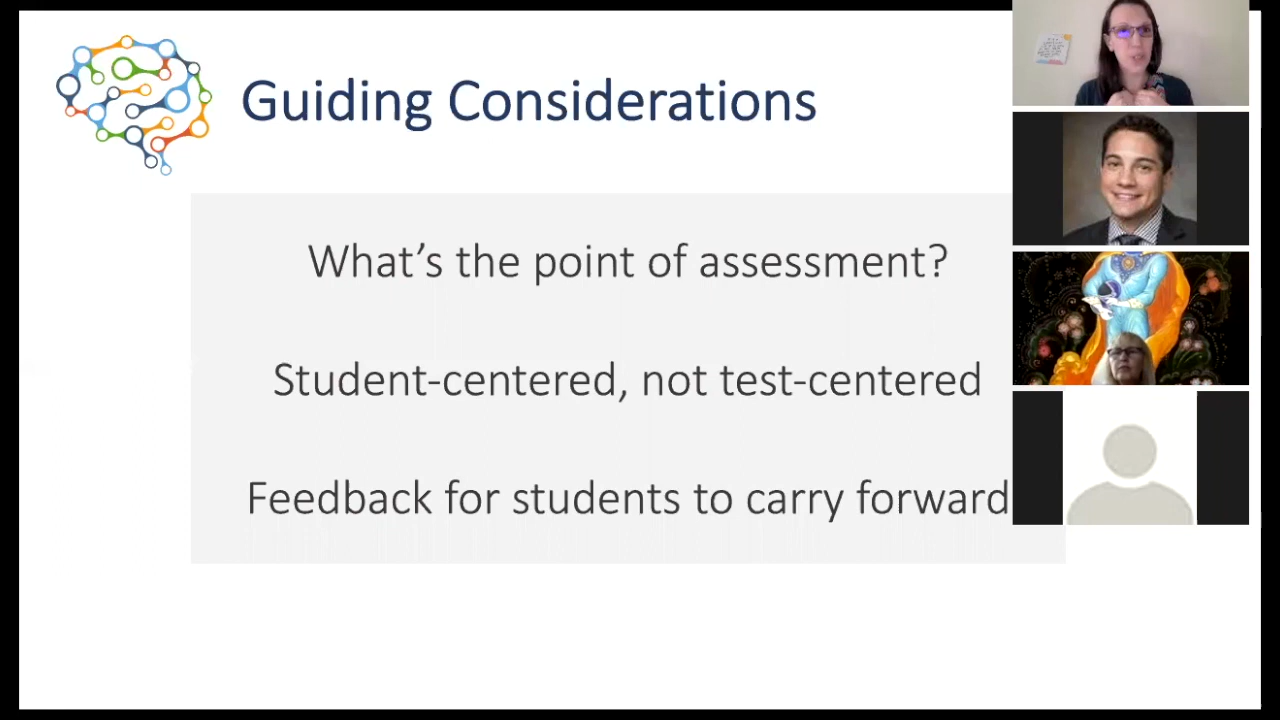 Guiding Considerations
What's the point of assessment?
Student-centered, not test-centered
Feedback for students to carry forward